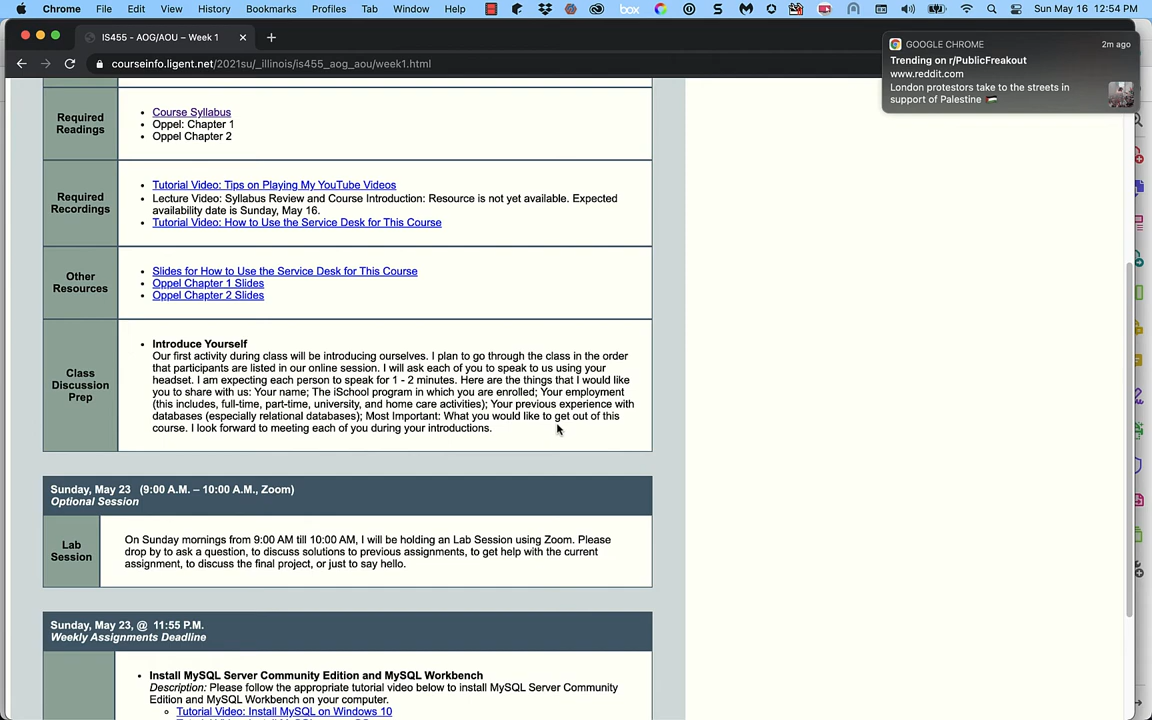 Chrome File Edit View History Bookmarks Profiles Tab Window Help box Sun May 16 12:54 PM
IS455 - AOG/AOU – Week 1
courseinfo.ligent.net/2021su/_illinois/is455_aog_aou/week1.html
GOOGLE CHROME 2m ago
Trending on r/PublicFreakout
www.reddit.com
London protestors take to the streets in
support of Palestine 🇵🇸
Required
Readings
• Course Syllabus
• Oppel: Chapter 1
• Oppel Chapter 2
Required
Recordings
• Tutorial Video: Tips on Playing My YouTube Videos
• Lecture Video: Syllabus Review and Course Introduction: Resource is not yet available. Expected
availability date is Sunday, May 16.
• Tutorial Video: How to Use the Service Desk for This Course
Other
Resources
• Slides for How to Use the Service Desk for This Course
• Oppel Chapter 1 Slides
• Oppel Chapter 2 Slides
Class
Discussion
Prep
• Introduce Yourself
Our first activity during class will be introducing ourselves. I plan to go through the class in the order
that participants are listed in our online session. I will ask each of you to speak to us using your
headset. I am expecting each person to speak for 1 - 2 minutes. Here are the things that I would like
you to share with us: Your name; The iSchool program in which you are enrolled; Your employment
(this includes, full-time, part-time, university, and home care activities); Your previous experience with
databases (especially relational databases); Most Important: What you would like to get out of this
course. I look forward to meeting each of you during your introductions.
Sunday, May 23 (9:00 A.M. – 10:00 A.M., Zoom)
Optional Session
Lab
Session
On Sunday mornings from 9:00 AM till 10:00 AM, I will be holding an Lab Session using Zoom. Please
drop by to ask a question, to discuss solutions to previous assignments, to get help with the current
assignment, to discuss the final project, or just to say hello.
Sunday, May 23, @ 11:55 P.M.
Weekly Assignments Deadline
• Install MySQL Server Community Edition and MySQL Workbench
Description: Please follow the appropriate tutorial video below to install MySQL Server Community
Edition and MySQL Workbench on your computer.
Tutorial Video: Install MySQL on Windows 10